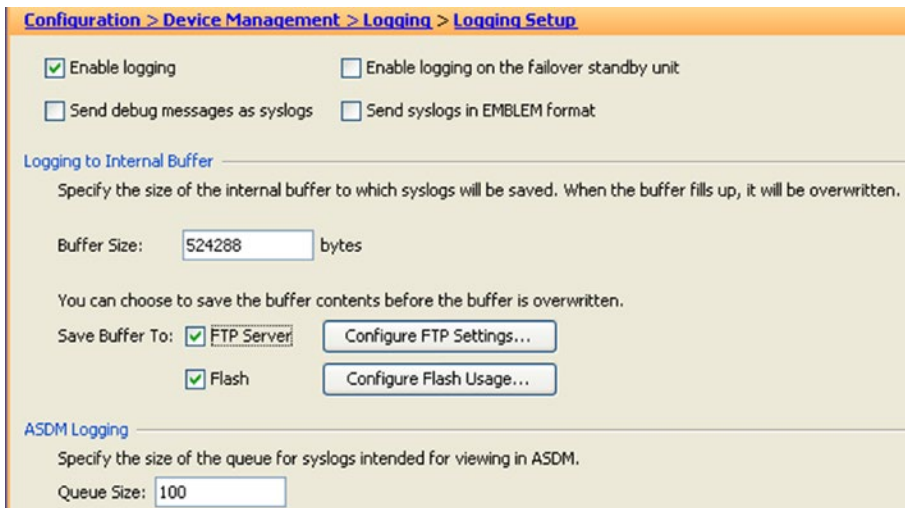 Configuration > Device Management > Logging > Logging Setup
Enable logging Enable logging on the failover standby unit
Send debug messages as syslogs Send syslogs in EMBLEM format
Logging to Internal Buffer
Specify the size of the internal buffer to which syslogs will be saved. When the buffer fills up, it will be overwritten.
Buffer Size: 524288 bytes
You can choose to save the buffer contents before the buffer is overwritten.
Save Buffer To: FTP Server Configure FTP Settings...
Flash Configure Flash Usage...
ASDM Logging
Specify the size of the queue for syslogs intended for viewing in ASDM.
Queue Size: 100